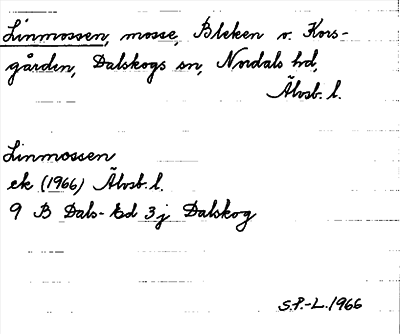 Linmossen, mosse, Bleken o. Kors-
gården, Dalskogs sn, Nordals hd,
Älvsb. l.
Linmossen
ek (1966) Älvsb. l.
9 B Dals-Ed 3j Dalskog
S.P.-L. 1966